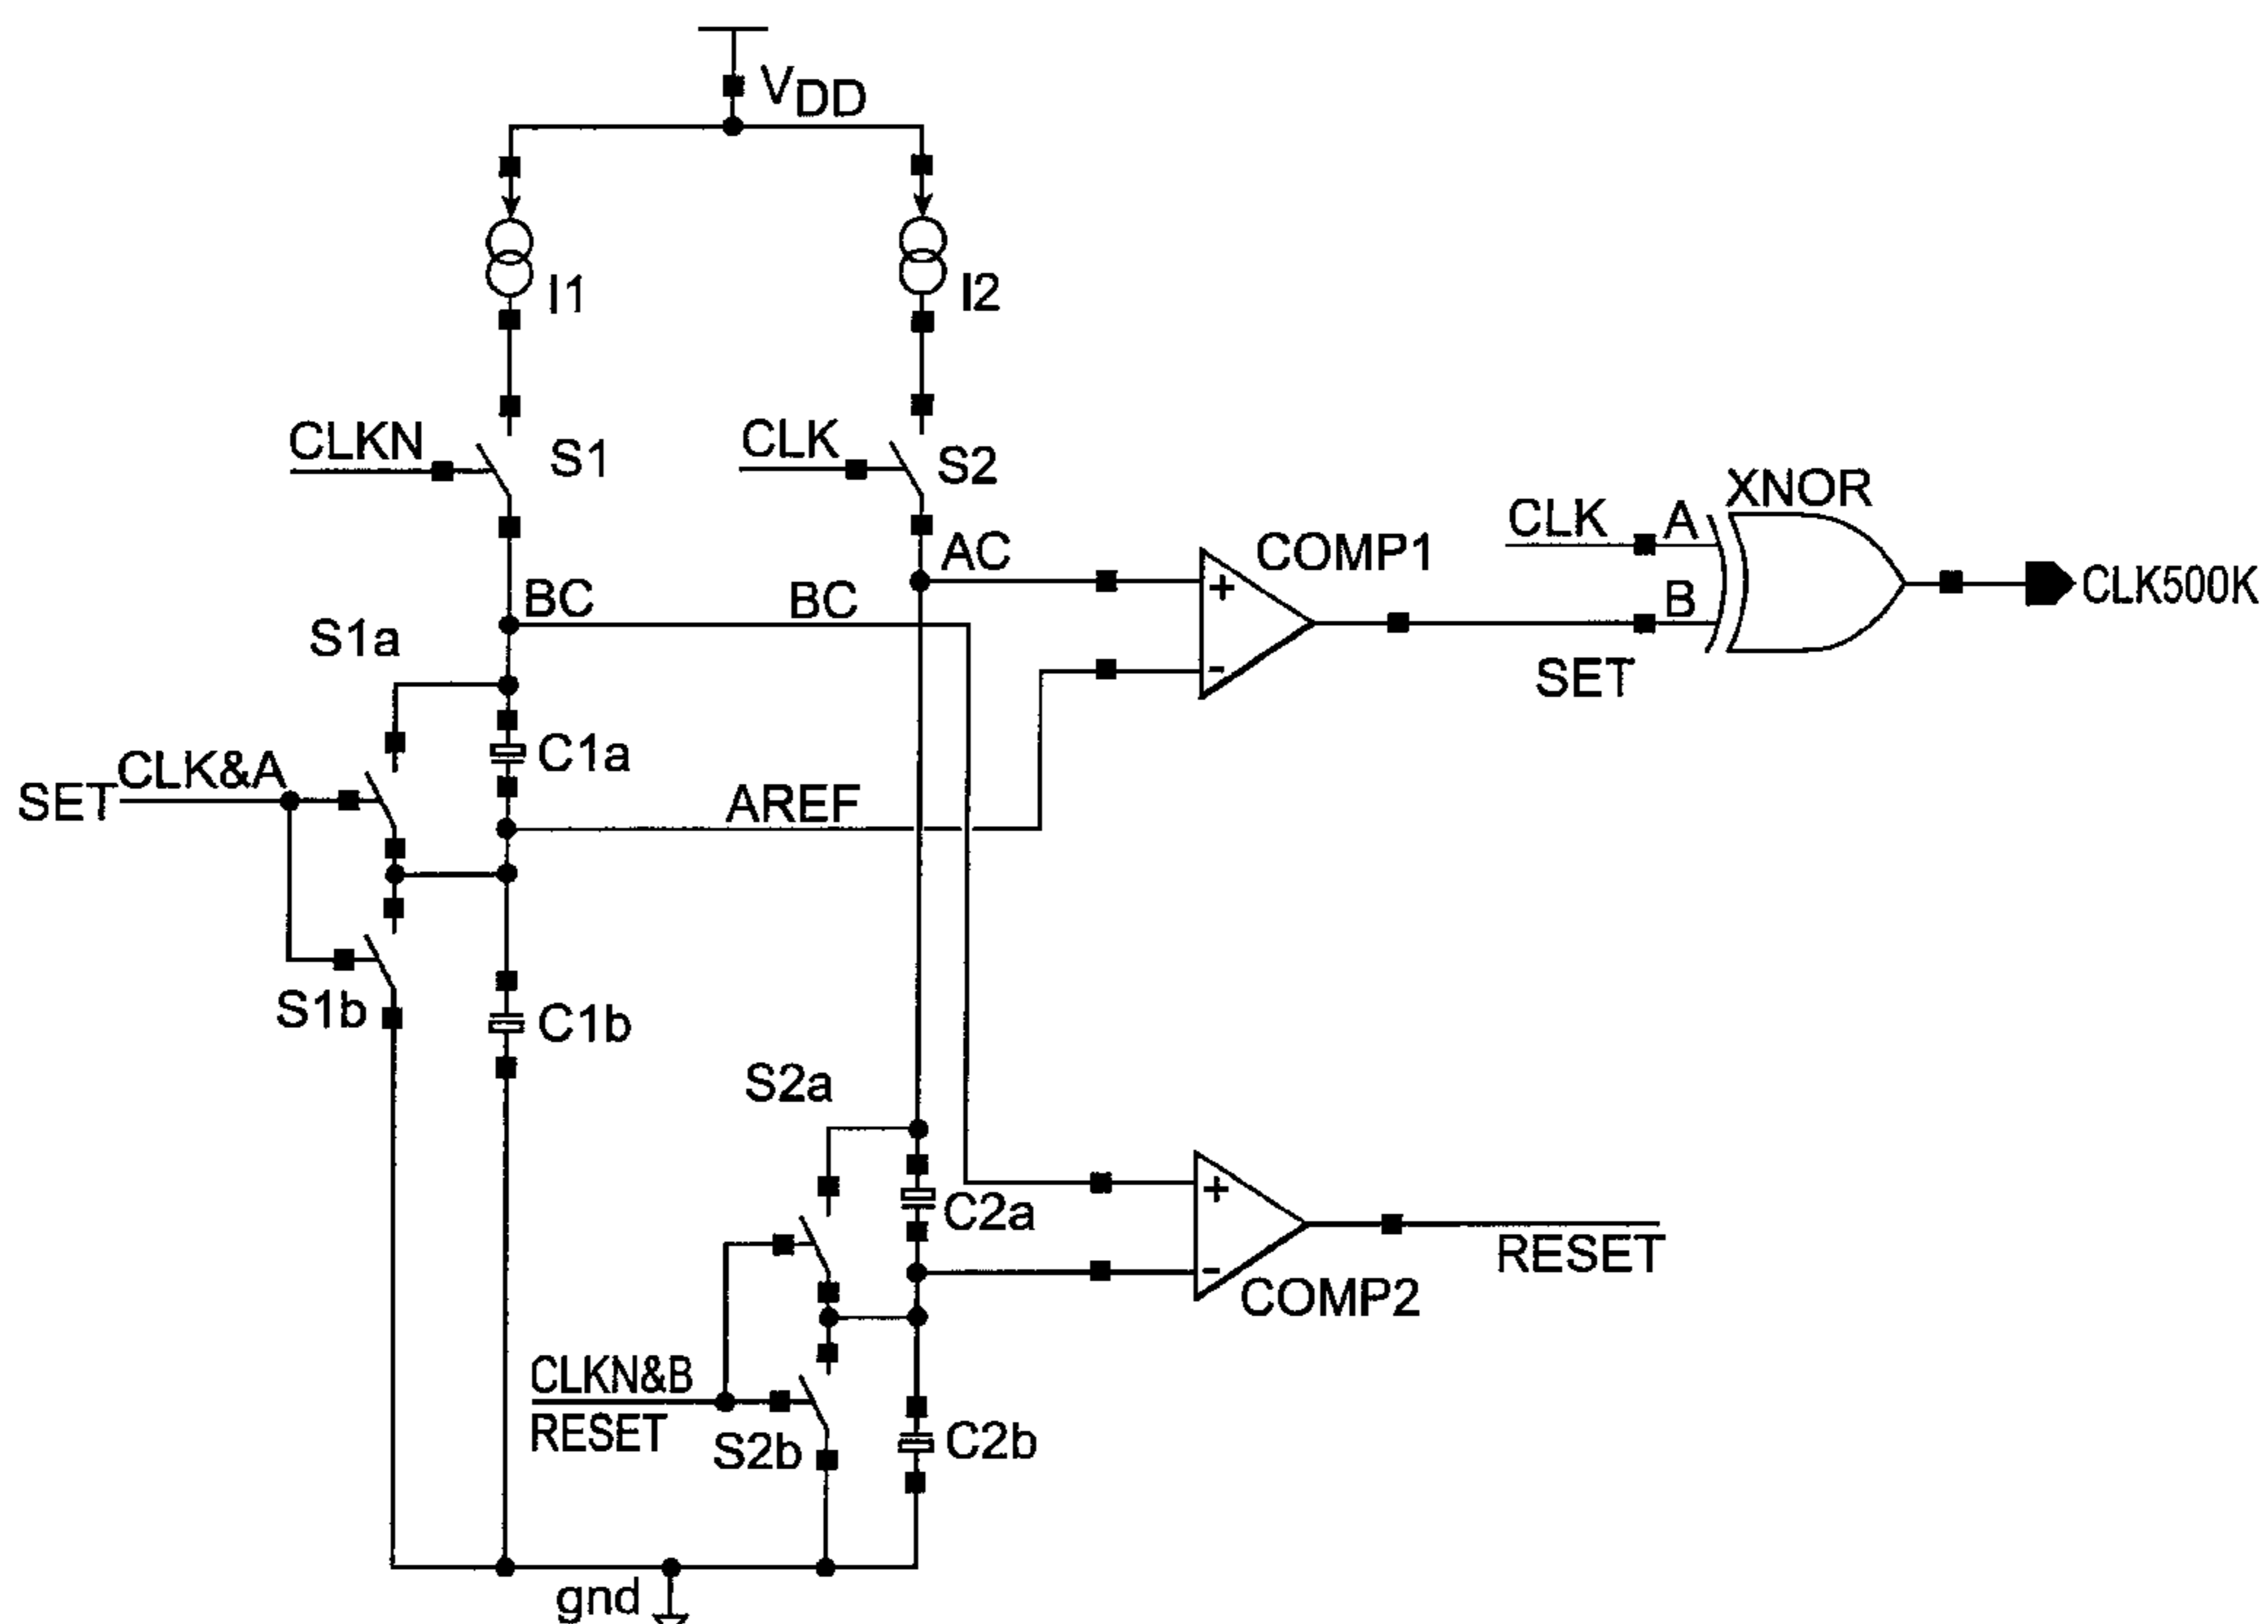 VDD
I1
I2
CLKN
S1
CLK
S2
AC
COMP1
+
-
CLK
A
XNOR
B
CLK500K
SET
BC
BC
S1a
C1a
SET
CLK&A
AREF
S1b
C1b
S2a
C2a
+
-
COMP2
RESET
CLKN&B
RESET
S2b
C2b
gnd